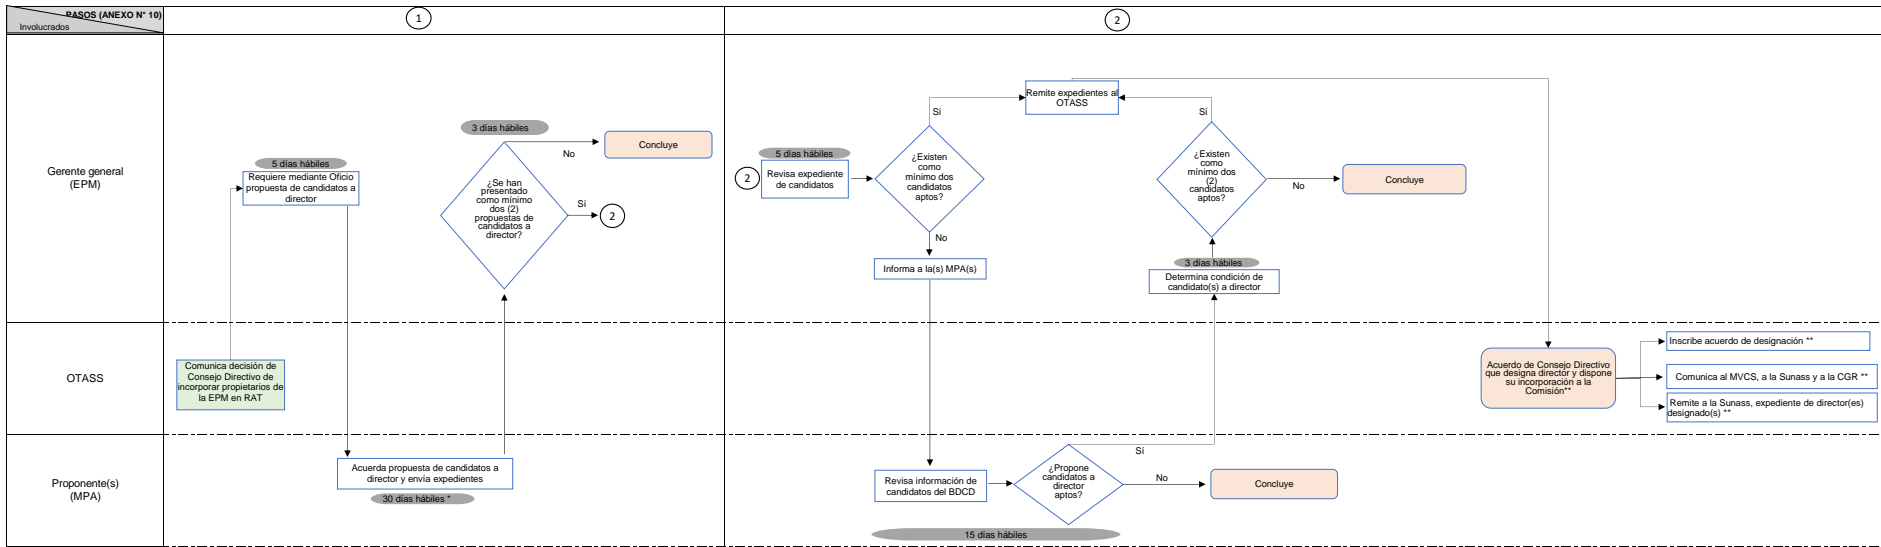 PASOS (ANEXO N° 10)
Involucrados
1
2
Gerente general
(EPM)
5 días hábiles
Requiere mediante Oficio
propuesta de candidatos a
director
3 días hábiles
¿Se han
presentado
como mínimo
dos (2)
propuestas de
candidatos a
director?
No
Concluye
Sí
2
2
5 días hábiles
Revisa expediente
de candidatos
¿Existen
como
mínimo dos
candidatos
aptos?
Sí
No
Remite expedientes al
OTASS
Informa a la(s) MPA(s)
Sí
¿Existen
como
mínimo dos
(2)
candidatos
aptos?
No
Concluye
3 días hábiles
Determina condición de
candidato(s) a director
OTASS
Comunica decisión de
Consejo Directivo de
incorporar propietarios de
la EPM en RAT
Acuerdo de Consejo Directivo
que designa director y dispone
su incorporación a la
Comisión**
Inscribe acuerdo de designación **
Comunica al MVCS, a la Sunass y a la CGR **
Remite a la Sunass, expediente de director(es)
designado(s) **
Proponente(s)
(MPA)
Acuerda propuesta de candidatos a
director y envía expedientes
30 días hábiles *
Revisa información de
candidatos del BDCD
¿Propone
candidatos a
director
aptos?
Sí
No
Concluye
15 días hábiles